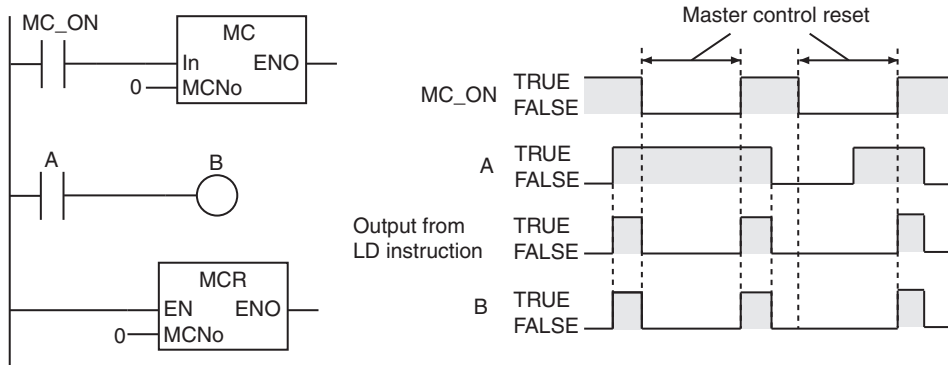 MC_ON
MC
In ENO
0 MCNo
A
B
MCR
EN ENO
0 MCNo
Master control reset
MC_ON
TRUE
FALSE
A
TRUE
FALSE
Output from
LD instruction
TRUE
FALSE
B
TRUE
FALSE